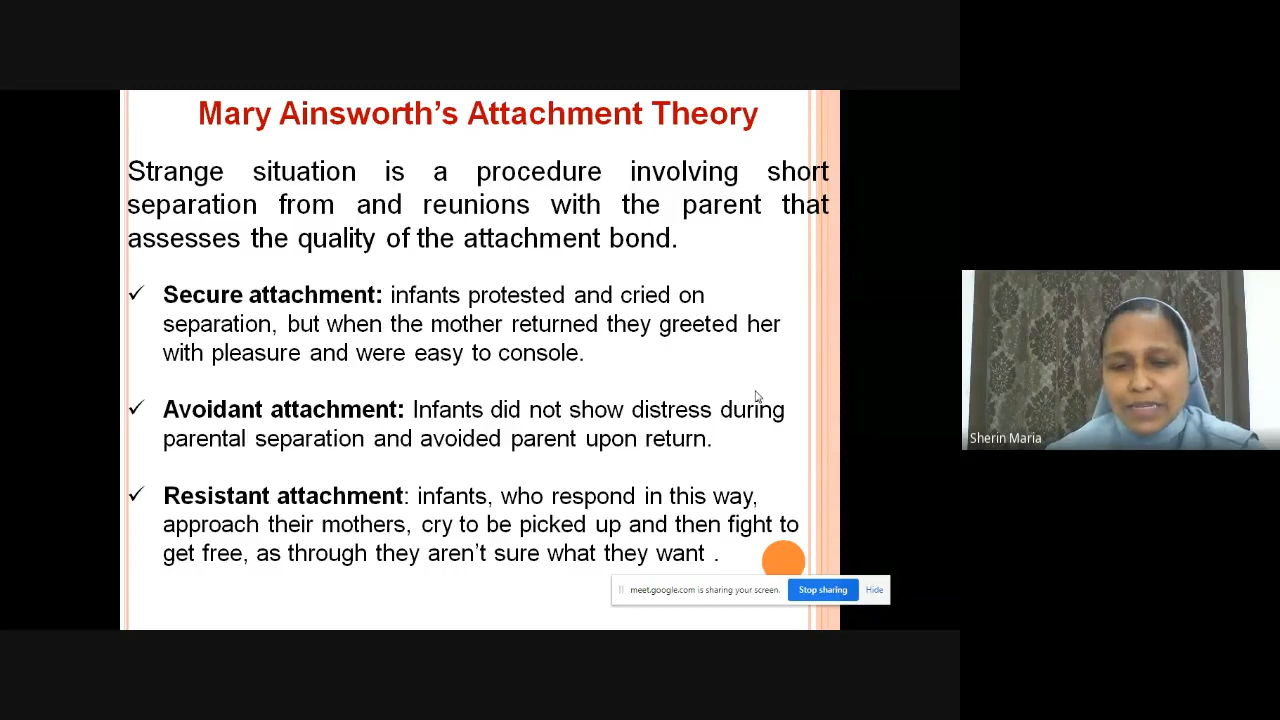 Mary Ainsworth’s Attachment Theory
Strange situation is a procedure involving short
separation from and reunions with the parent that
assesses the quality of the attachment bond.
✓ Secure attachment: infants protested and cried on
separation, but when the mother returned they greeted her
with pleasure and were easy to console.
✓ Avoidant attachment: Infants did not show distress during
parental separation and avoided parent upon return.
✓ Resistant attachment: infants, who respond in this way,
approach their mothers, cry to be picked up and then fight to
get free, as through they aren’t sure what they want .
meet.google.com is sharing your screen. Stop sharing Hide
Sherin Maria